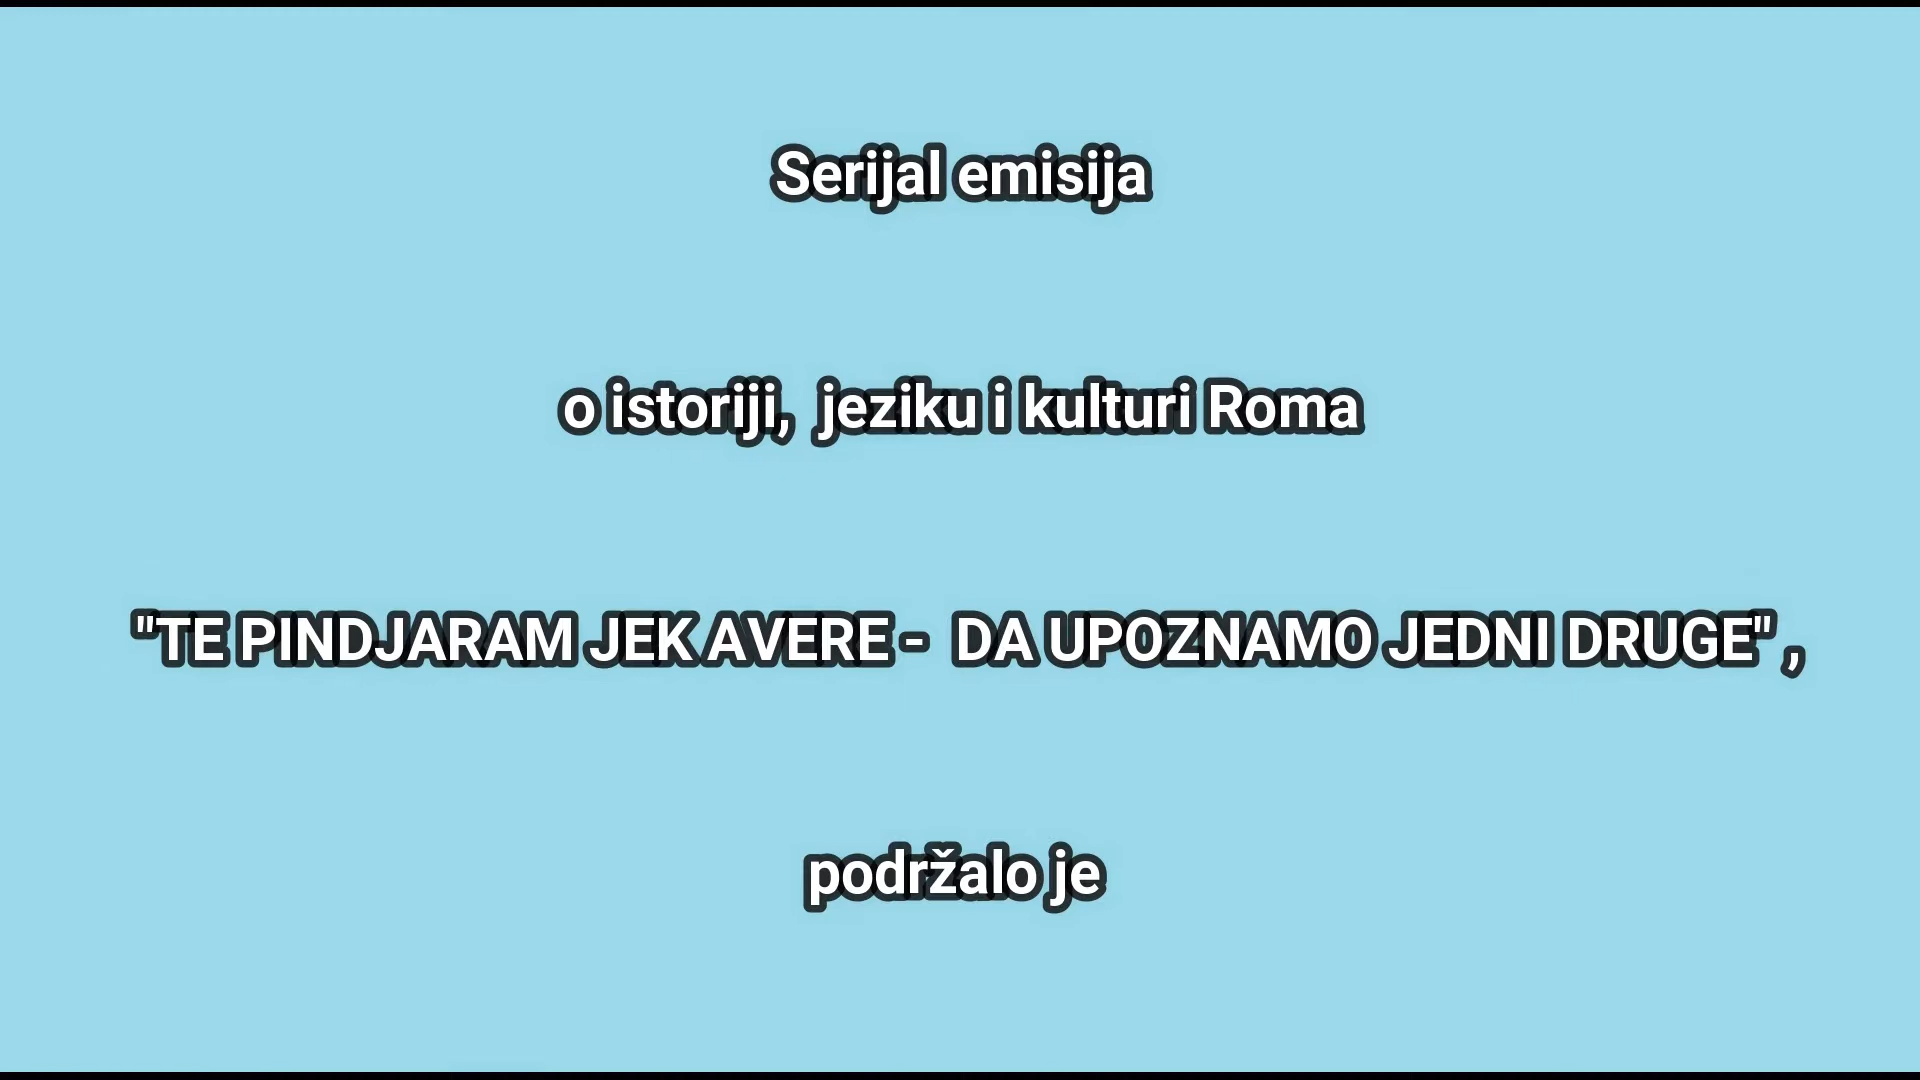 Serijal emisija
o istoriji, jeziku i kulturi Roma
"TE PINDJARAM JEK AVERE - DA UPOZNAMO JEDNI DRUGE" ,
podržalo je